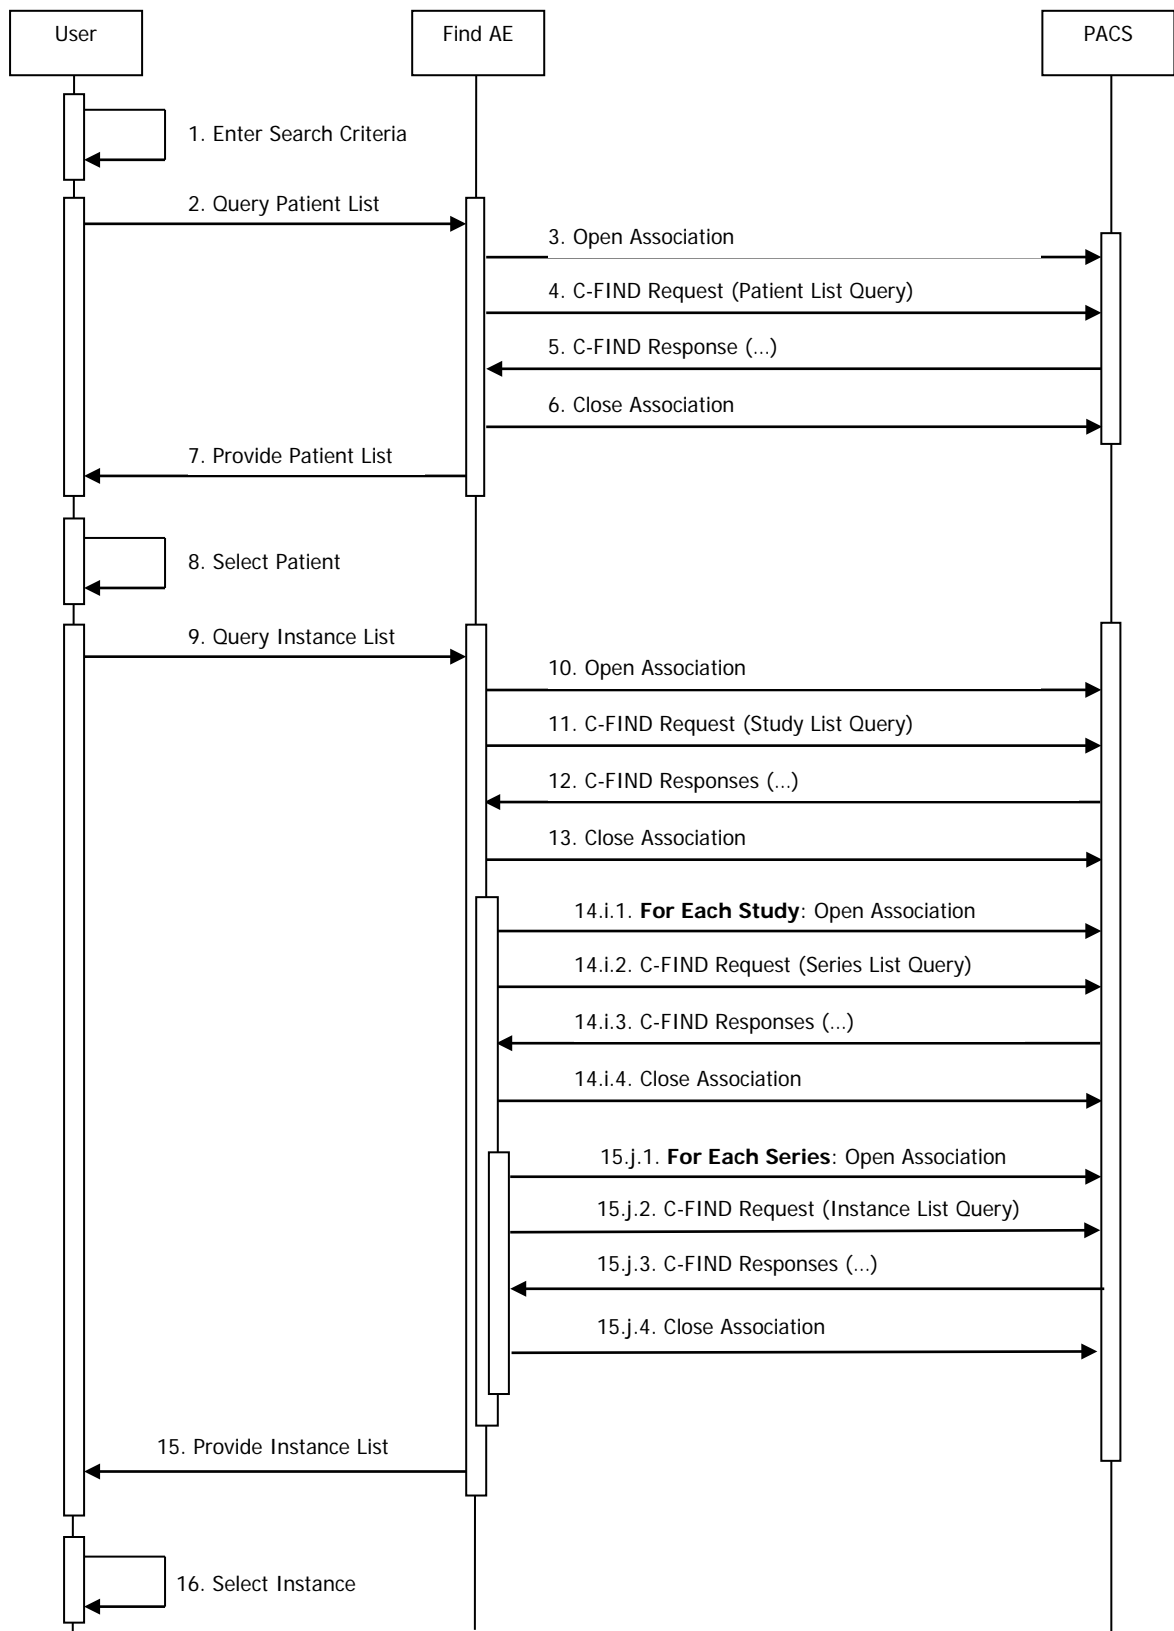 User
Find AE
PACS
1. Enter Search Criteria
2. Query Patient List
3. Open Association
4. C-FIND Request (Patient List Query)
5. C-FIND Response (...)
6. Close Association
7. Provide Patient List
8. Select Patient
9. Query Instance List
10. Open Association
11. C-FIND Request (Study List Query)
12. C-FIND Responses (...)
13. Close Association
14.i.1. For Each Study: Open Association
14.i.2. C-FIND Request (Series List Query)
14.i.3. C-FIND Responses (...)
14.i.4. Close Association
15.j.1. For Each Series: Open Association
15.j.2. C-FIND Request (Instance List Query)
15.j.3. C-FIND Responses (...)
15.j.4. Close Association
15. Provide Instance List
16. Select Instance